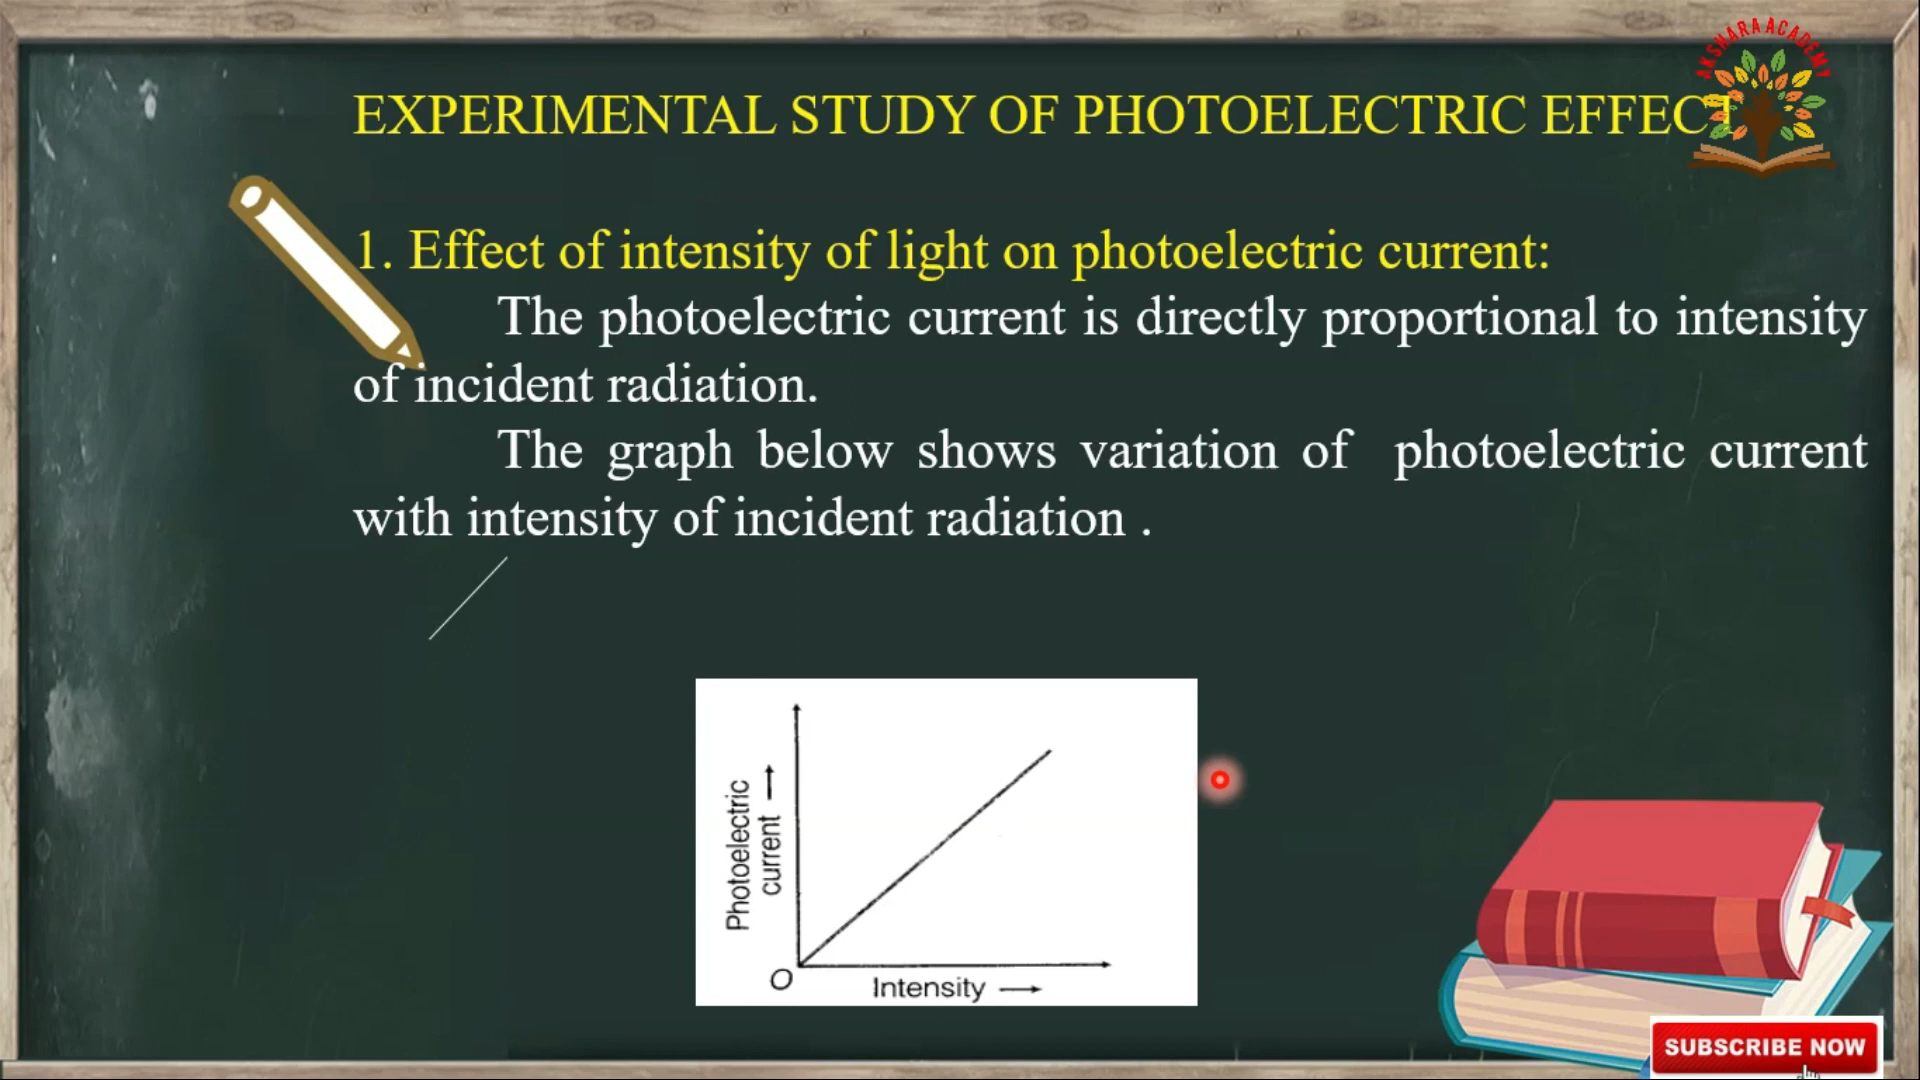 AKSHARA ACADEMY
EXPERIMENTAL STUDY OF PHOTOELECTRIC EFFECT
1. Effect of intensity of light on photoelectric current:
The photoelectric current is directly proportional to intensity
of incident radiation.
The graph below shows variation of photoelectric current
with intensity of incident radiation .
Photoelectric
current
O
Intensity
SUBSCRIBE NOW